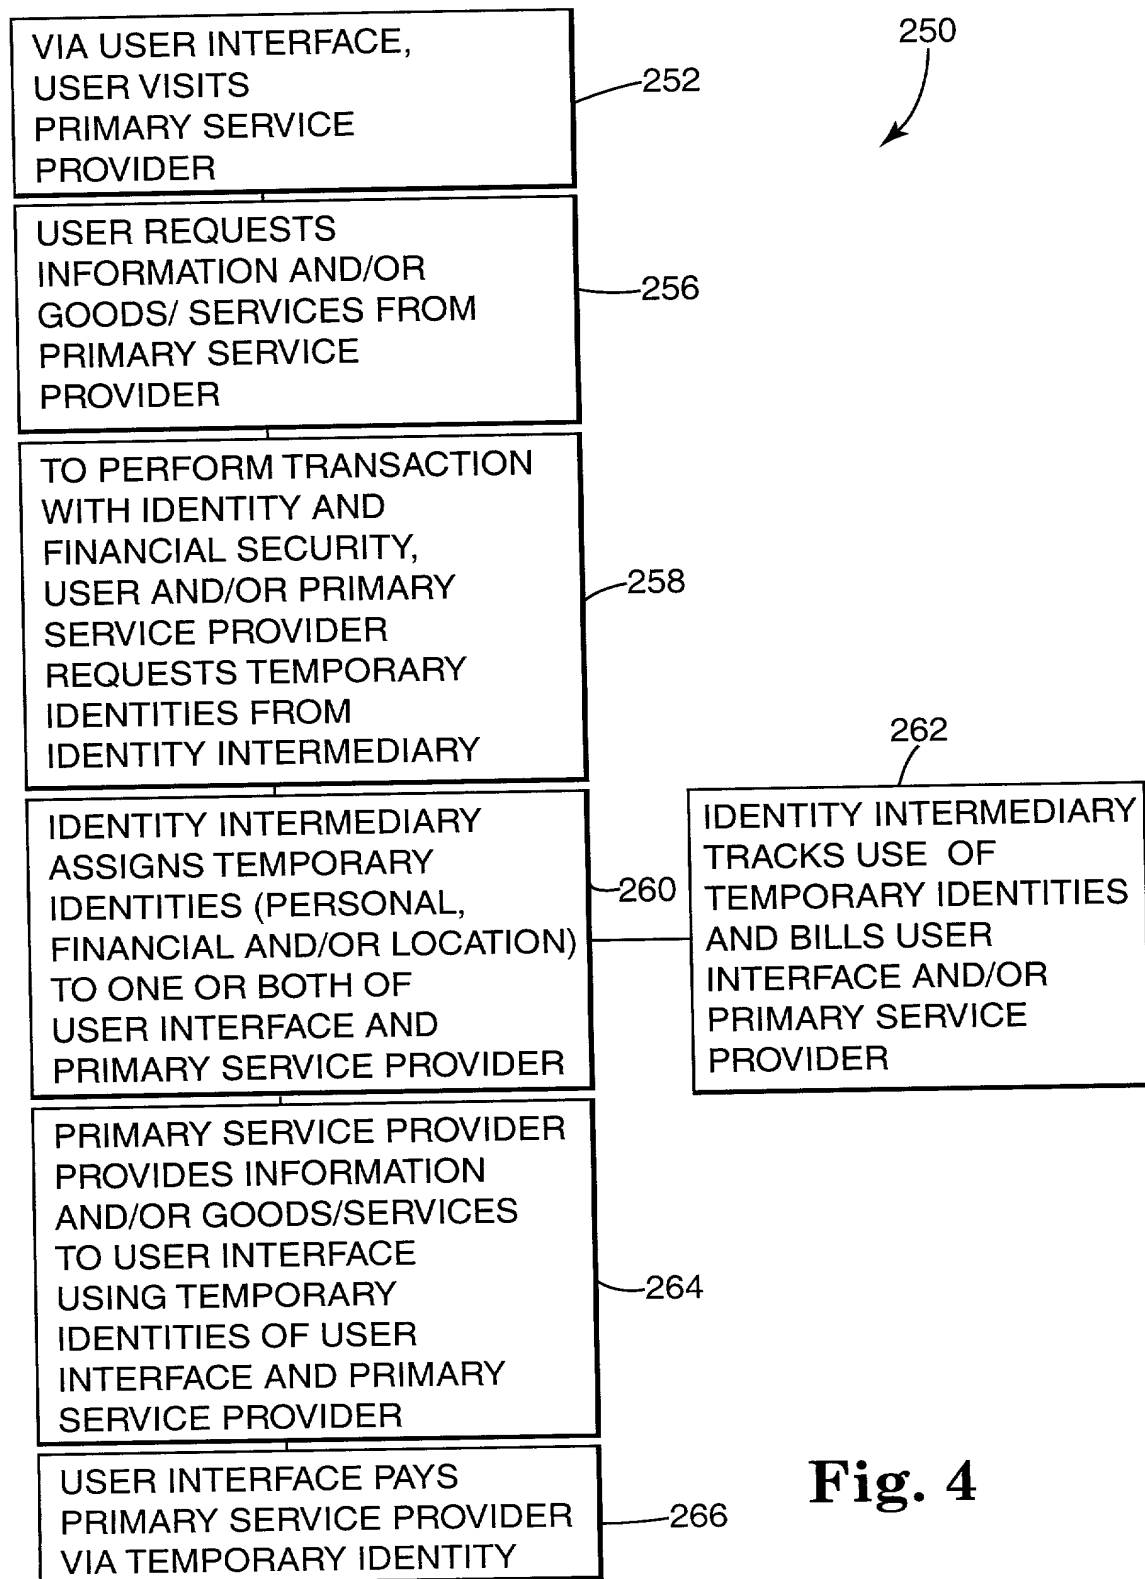 250
VIA USER INTERFACE,
USER VISITS
PRIMARY SERVICE
PROVIDER
252
USER REQUESTS
INFORMATION AND/OR
GOODS/ SERVICES FROM
PRIMARY SERVICE
PROVIDER
256
TO PERFORM TRANSACTION
WITH IDENTITY AND
FINANCIAL SECURITY,
USER AND/OR PRIMARY
SERVICE PROVIDER
REQUESTS TEMPORARY
IDENTITIES FROM
IDENTITY INTERMEDIARY
258
IDENTITY INTERMEDIARY
ASSIGNS TEMPORARY
IDENTITIES (PERSONAL,
FINANCIAL AND/OR LOCATION)
TO ONE OR BOTH OF
USER INTERFACE AND
PRIMARY SERVICE PROVIDER
260
262
IDENTITY INTERMEDIARY
TRACKS USE OF
TEMPORARY IDENTITIES
AND BILLS USER
INTERFACE AND/OR
PRIMARY SERVICE
PROVIDER
PRIMARY SERVICE PROVIDER
PROVIDES INFORMATION
AND/OR GOODS/SERVICES
TO USER INTERFACE
USING TEMPORARY
IDENTITIES OF USER
INTERFACE AND PRIMARY
SERVICE PROVIDER
264
USER INTERFACE PAYS
PRIMARY SERVICE PROVIDER
VIA TEMPORARY IDENTITY
266
Fig. 4